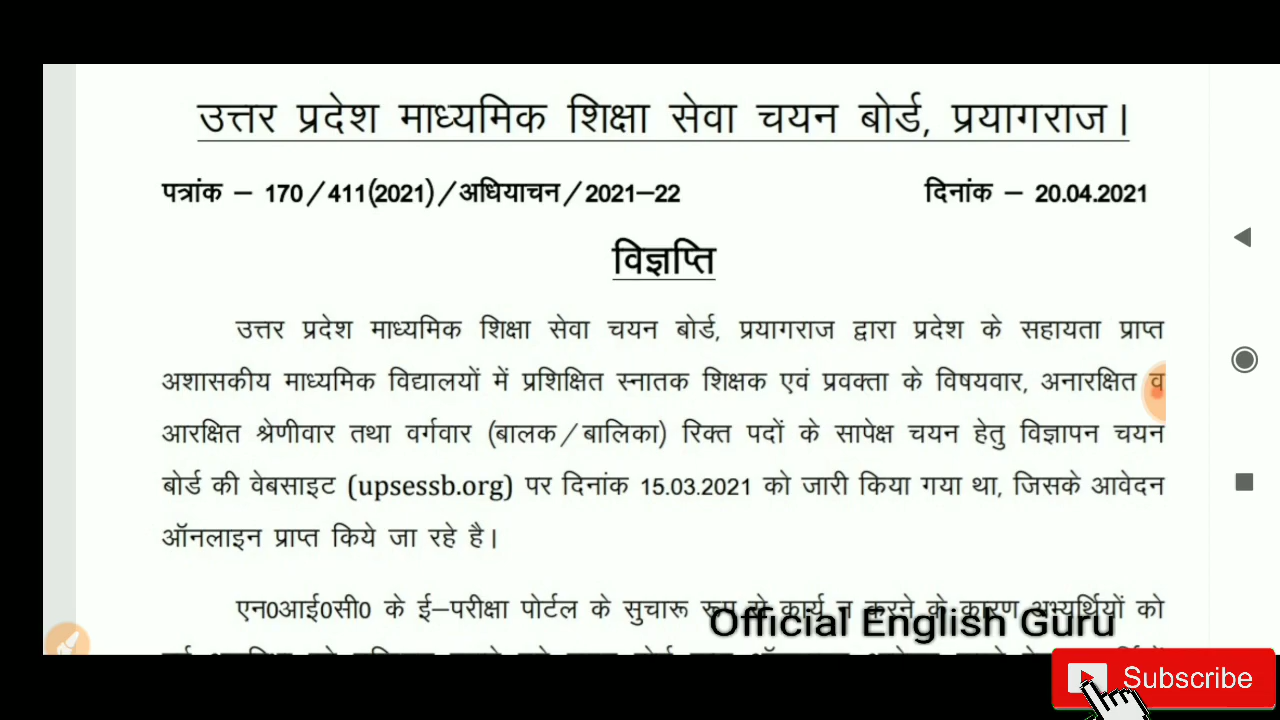 उत्तर प्रदेश माध्यमिक शिक्षा सेवा चयन बोर्ड, प्रयागराज।
पत्रांक – 170/411(2021)/अधियाचन/2021–22 दिनांक – 20.04.2021
विज्ञप्ति
उत्तर प्रदेश माध्यमिक शिक्षा सेवा चयन बोर्ड, प्रयागराज द्वारा प्रदेश के सहायता प्राप्त
अशासकीय माध्यमिक विद्यालयों में प्रशिक्षित स्नातक शिक्षक एवं प्रवक्ता के विषयवार, अनारक्षित व
आरक्षित श्रेणीवार तथा वर्गवार (बालक/बालिका) रिक्त पदों के सापेक्ष चयन हेतु विज्ञापन चयन
बोर्ड की वेबसाइट (upsessb.org) पर दिनांक 15.03.2021 को जारी किया गया था, जिसके आवेदन
ऑनलाइन प्राप्त किये जा रहे है।
एन0आई0सी0 के ई–परीक्षा पोर्टल के सुचारू रूप से कार्य न करने के कारण अभ्यर्थियों को
Official English Guru
Subscribe